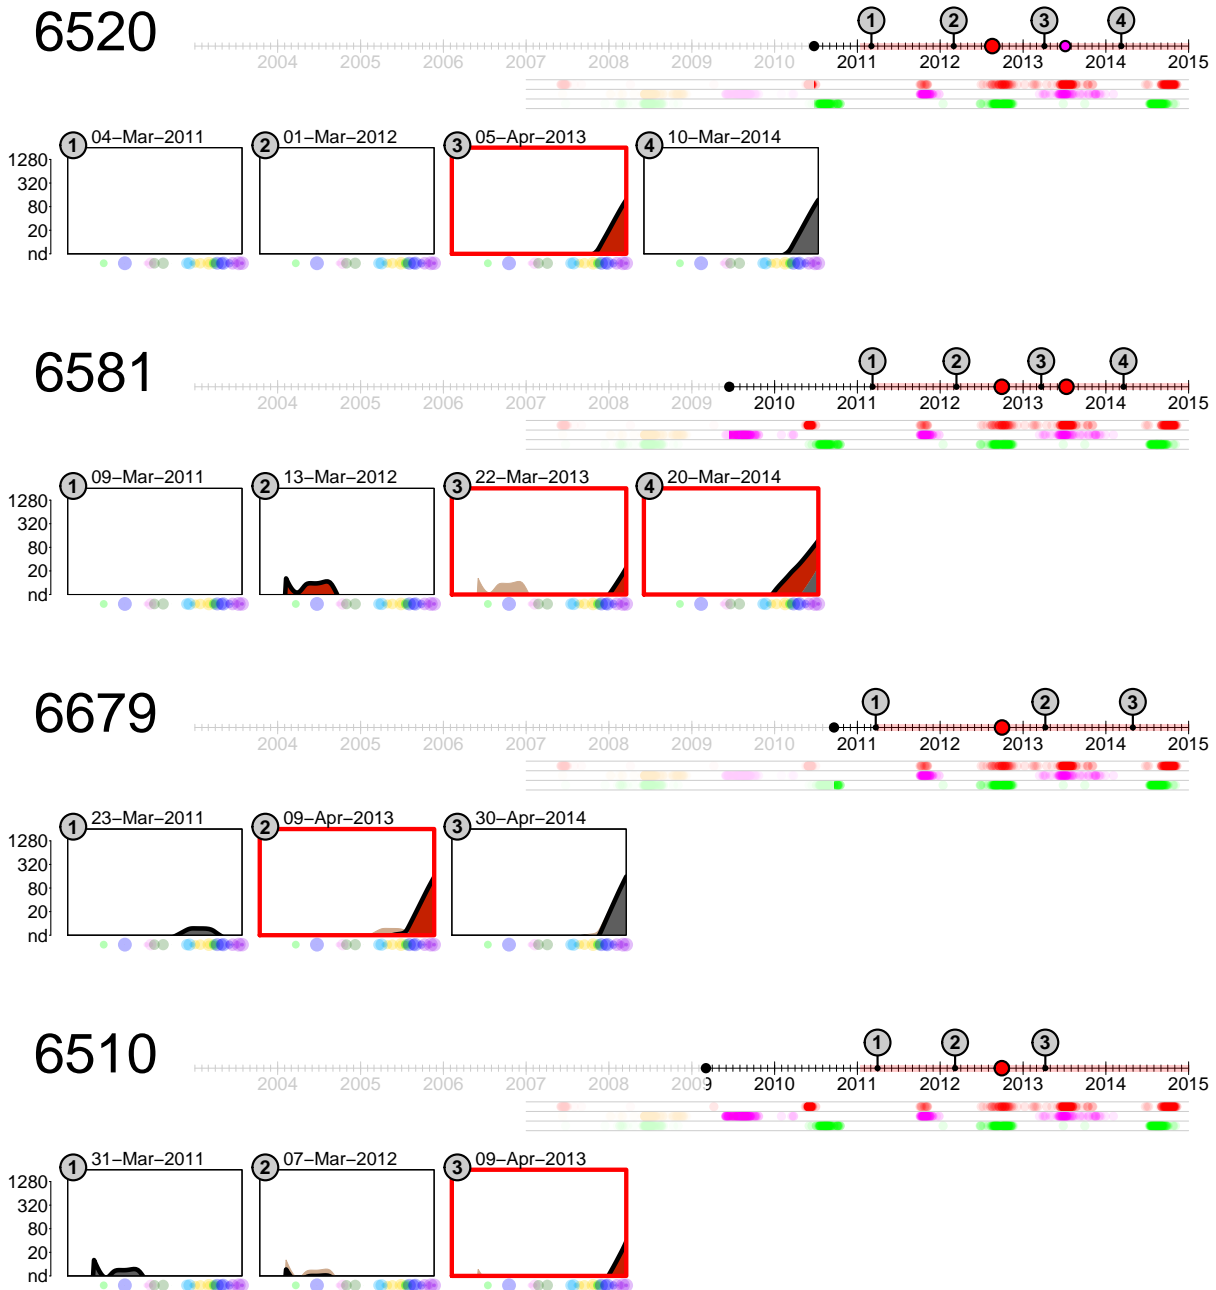 6520
1 2 3 4
2004 2005 2006 2007 2008 2009 2010 2011 2012 2013 2014 2015
1 04−Mar−2011 2 01−Mar−2012 3 05−Apr−2013 4 10−Mar−2014
1280
320
80
20
nd
6581
1 2 3 4
2004 2005 2006 2007 2008 2009 2010 2011 2012 2013 2014 2015
1 09−Mar−2011 2 13−Mar−2012 3 22−Mar−2013 4 20−Mar−2014
1280
320
80
20
nd
6679
1 2 3
2004 2005 2006 2007 2008 2009 2010 2011 2012 2013 2014 2015
1 23−Mar−2011 2 09−Apr−2013 3 30−Apr−2014
1280
320
80
20
nd
6510
1 2 3
2004 2005 2006 2007 2008 2009 2010 2011 2012 2013 2014 2015
1 31−Mar−2011 2 07−Mar−2012 3 09−Apr−2013
1280
320
80
20
nd